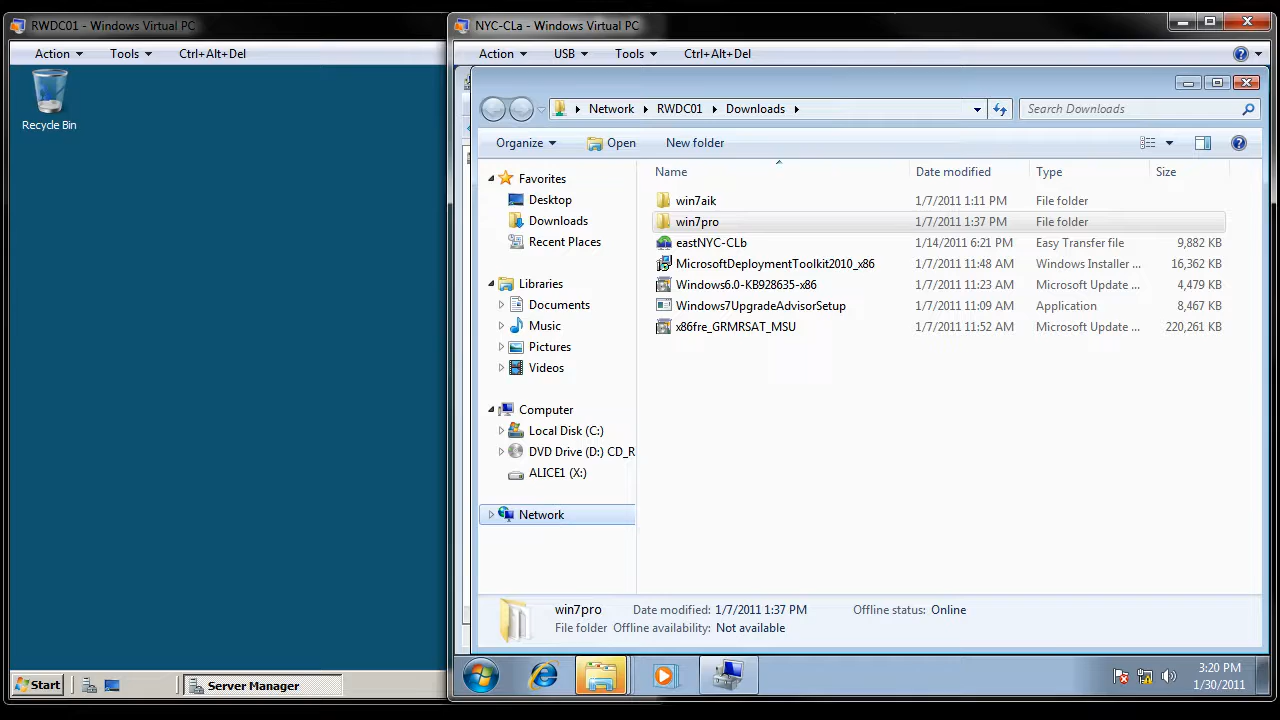 RWDC01 - Windows Virtual PC
Action Tools Ctrl+Alt+Del
Recycle Bin
Start Server Manager
NYC-CLa - Windows Virtual PC
Action USB Tools Ctrl+Alt+Del
Network RWDC01 Downloads Search Downloads
Organize Open New folder
Name Date modified Type Size
win7aik 1/7/2011 1:11 PM File folder
win7pro 1/7/2011 1:37 PM File folder
eastNYC-CLb 1/14/2011 6:21 PM Easy Transfer file 9,882 KB
MicrosoftDeploymentToolkit2010_x86 1/7/2011 11:48 AM Windows Installer ... 16,362 KB
Windows6.0-KB928635-x86 1/7/2011 11:23 AM Microsoft Update ... 4,479 KB
Windows7UpgradeAdvisorSetup 1/7/2011 11:09 AM Application 8,467 KB
x86fre_GRMRSAT_MSU 1/7/2011 11:52 AM Microsoft Update ... 220,261 KB
Favorites
Desktop
Downloads
Recent Places
Libraries
Documents
Music
Pictures
Videos
Computer
Local Disk (C:)
DVD Drive (D:) CD_R
ALICE1 (X:)
Network
win7pro Date modified: 1/7/2011 1:37 PM Offline status: Online
File folder Offline availability: Not available
3:20 PM
1/30/2011